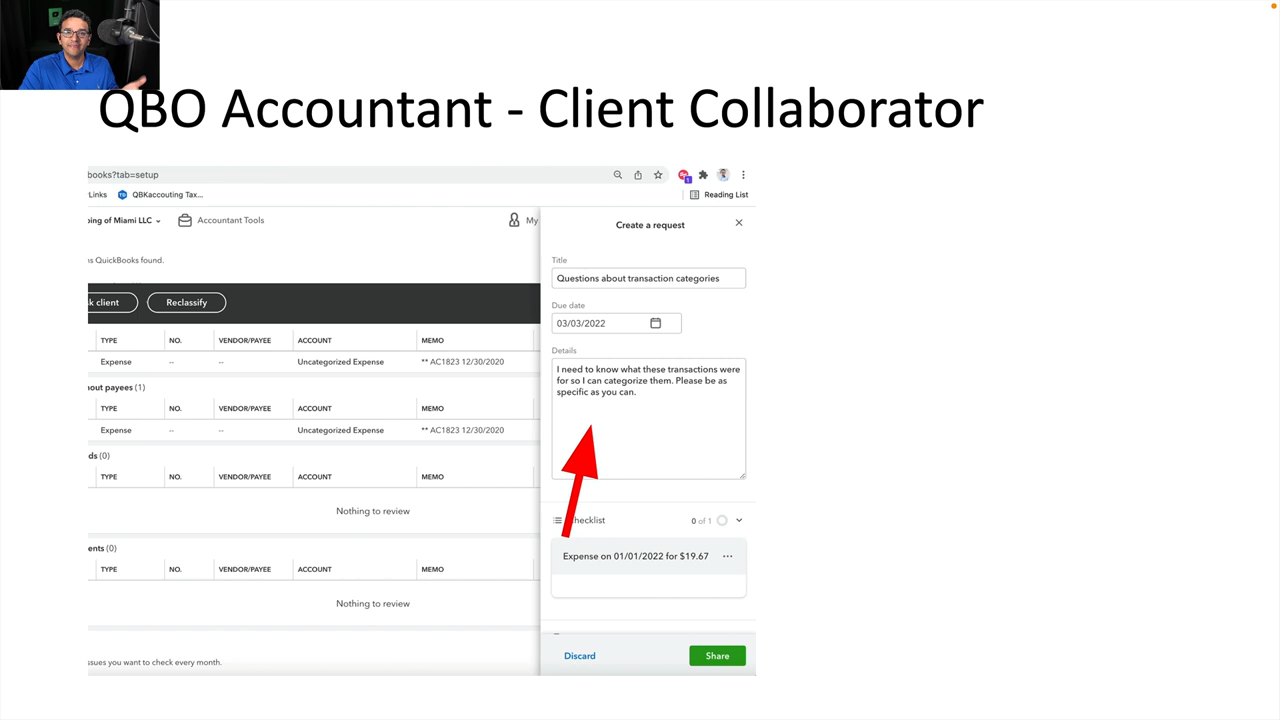 QBO Accountant - Client Collaborator
books?tab=setup
Links QBKaccouting Tax... Reading List
ing of Miami LLC Accountant Tools My
Create a request
Title
s QuickBooks found.
Questions about transaction categories
Due date
k client Reclassify
03/03/2022
TYPE NO. VENDOR/PAYEE ACCOUNT MEMO
Details
Expense -- -- Uncategorized Expense ** AC1823 12/30/2020
I need to know what these transactions were
for so I can categorize them. Please be as
specific as you can.
out payees (1)
TYPE NO. VENDOR/PAYEE ACCOUNT MEMO
Expense -- -- Uncategorized Expense ** AC1823 12/30/2020
ds (0)
TYPE NO. VENDOR/PAYEE ACCOUNT MEMO
Nothing to review
hecklist 0 of 1
ents (0)
Expense on 01/01/2022 for $19.67 ...
TYPE NO. VENDOR/PAYEE ACCOUNT MEMO
Nothing to review
ssues you want to check every month.
Discard Share